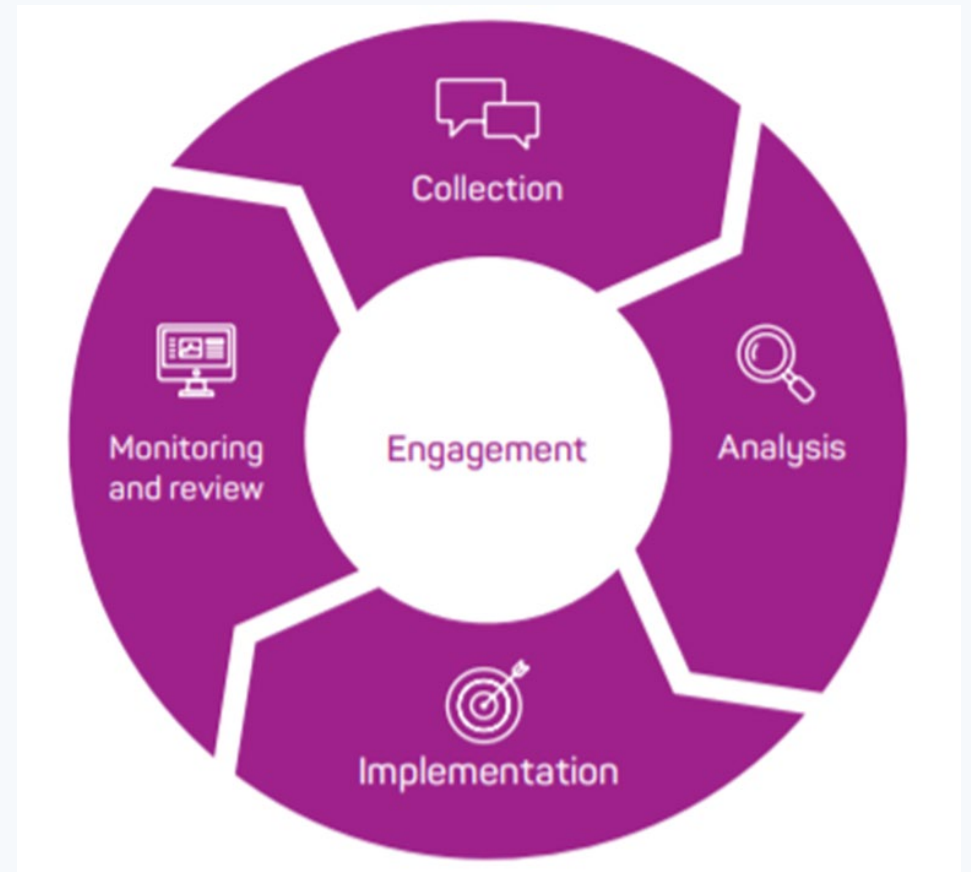 Collection
Engagement
Analysis
Monitoring
and review
Implementation